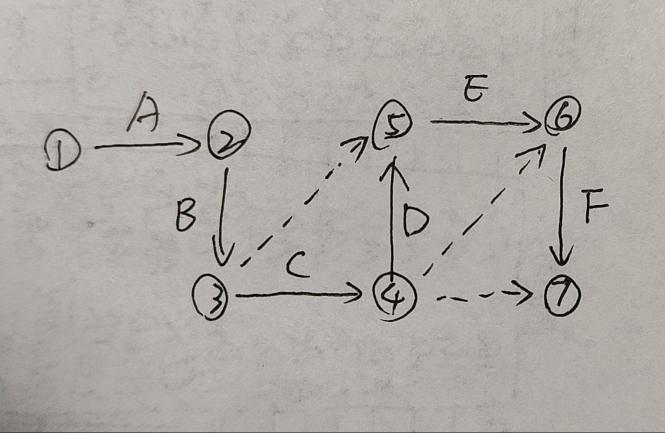 ① A ② ⑤ E ⑥
B D F
③ C ④ ⑦